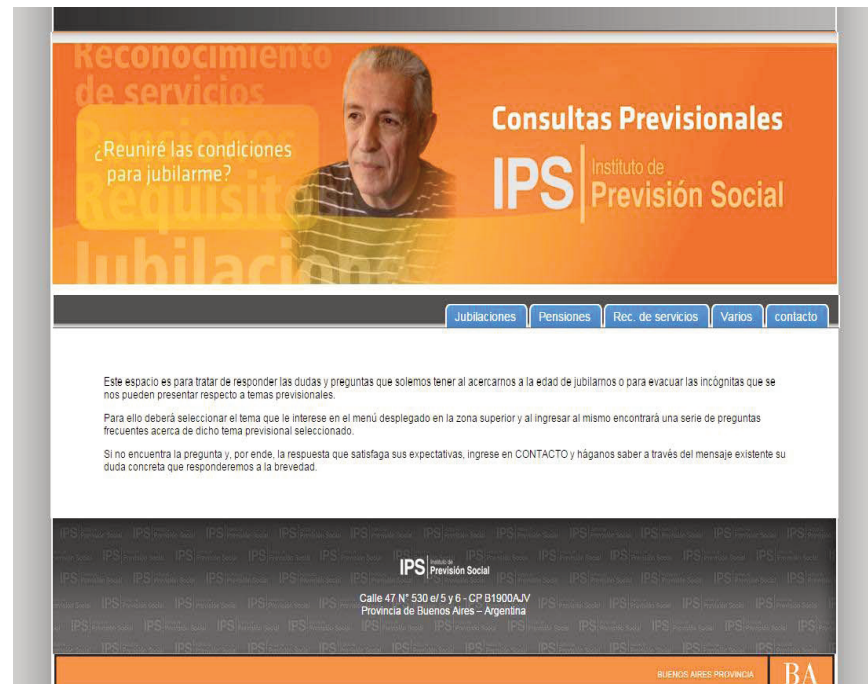 Reconocimiento
de servicios
Pensiones
¿Reuniré las condiciones
para jubilarme?
Requisitos
Jubilaciones
Consultas Previsionales
IPS Instituto de
Previsión Social
Jubilaciones Pensiones Rec. de servicios Varios contacto
Este espacio es para tratar de responder las dudas y preguntas que solemos tener al acercarnos a la edad de jubilarnos o para evacuar las incógnitas que se
nos pueden presentar respecto a temas previsionales.
Para ello deberá seleccionar el tema que le interese en el menú desplegado en la zona superior y al ingresar al mismo encontrará una serie de preguntas
frecuentes acerca de dicho tema previsional seleccionado.
Si no encuentra la pregunta y, por ende, la respuesta que satisfaga sus expectativas, ingrese en CONTACTO y háganos saber a través del mensaje existente su
duda concreta que responderemos a la brevedad.
IPS Instituto de
Previsión Social
Calle 47 N° 530 e/ 5 y 6 - CP B1900AJV
Provincia de Buenos Aires – Argentina
BUENOS AIRES PROVINCIA BA